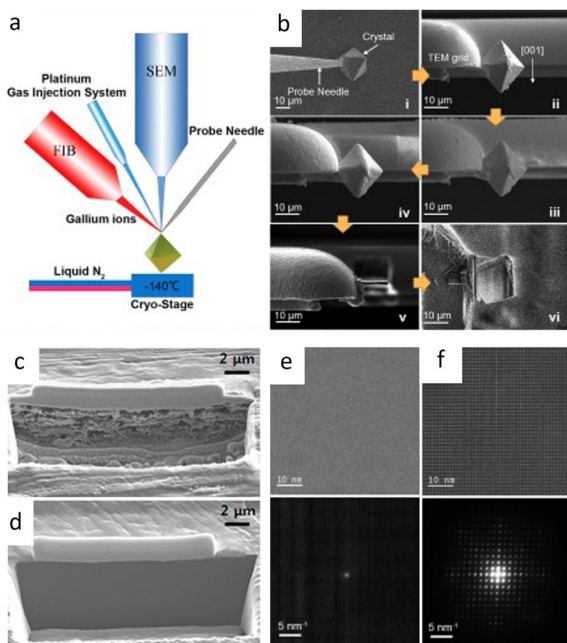 a
SEM
Platinum
Gas Injection System
Probe Needle
FIB
Gallium ions
Liquid N2
-140℃
Cryo-Stage
b
Crystal
Probe Needle
10 μm
i
TEM grid
[001]
10 μm
ii
10 μm
iv
10 μm
iii
10 μm
v
10 μm
vi
c
2 μm
d
2 μm
e
10 nm
5 nm-1
f
10 nm
5 nm-1